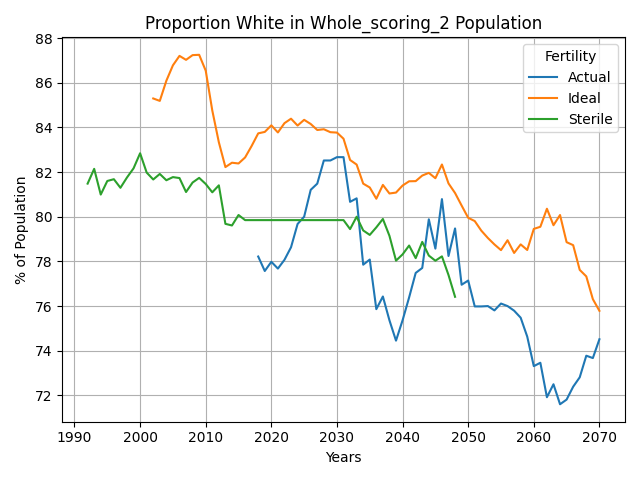 Proportion White in Whole_scoring_2 Population
Fertility
Actual
Ideal
Sterile
% of Population
88
86
84
82
80
78
76
74
72
1990
2000
2010
2020
2030
2040
2050
2060
2070
Years